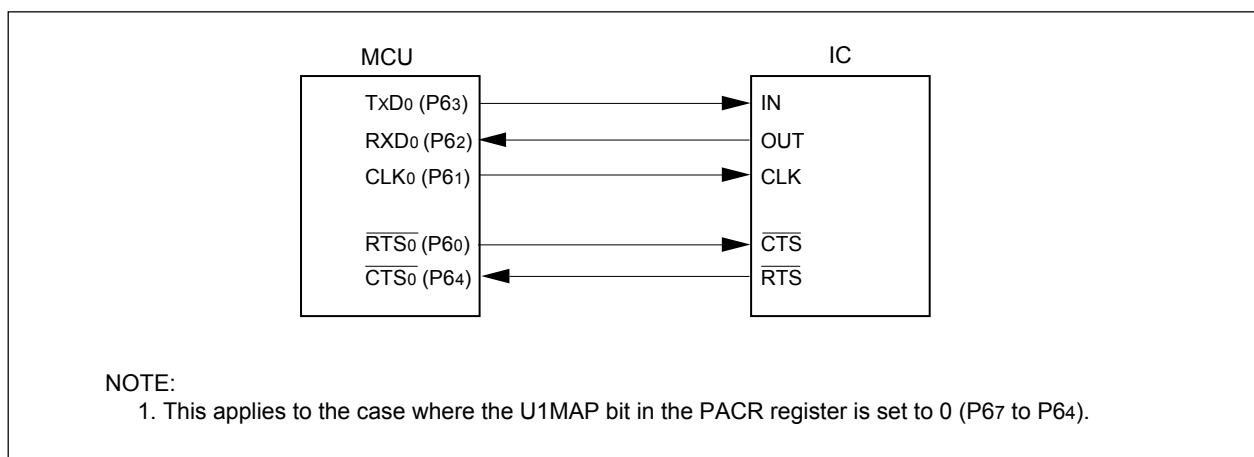 MCU IC
TxD0 (P63) IN
RXD0 (P62) OUT
CLK0 (P61) CLK
RTS0 (P60) CTS
CTS0 (P64) RTS
NOTE:
1. This applies to the case where the U1MAP bit in the PACR register is set to 0 (P67 to P64).